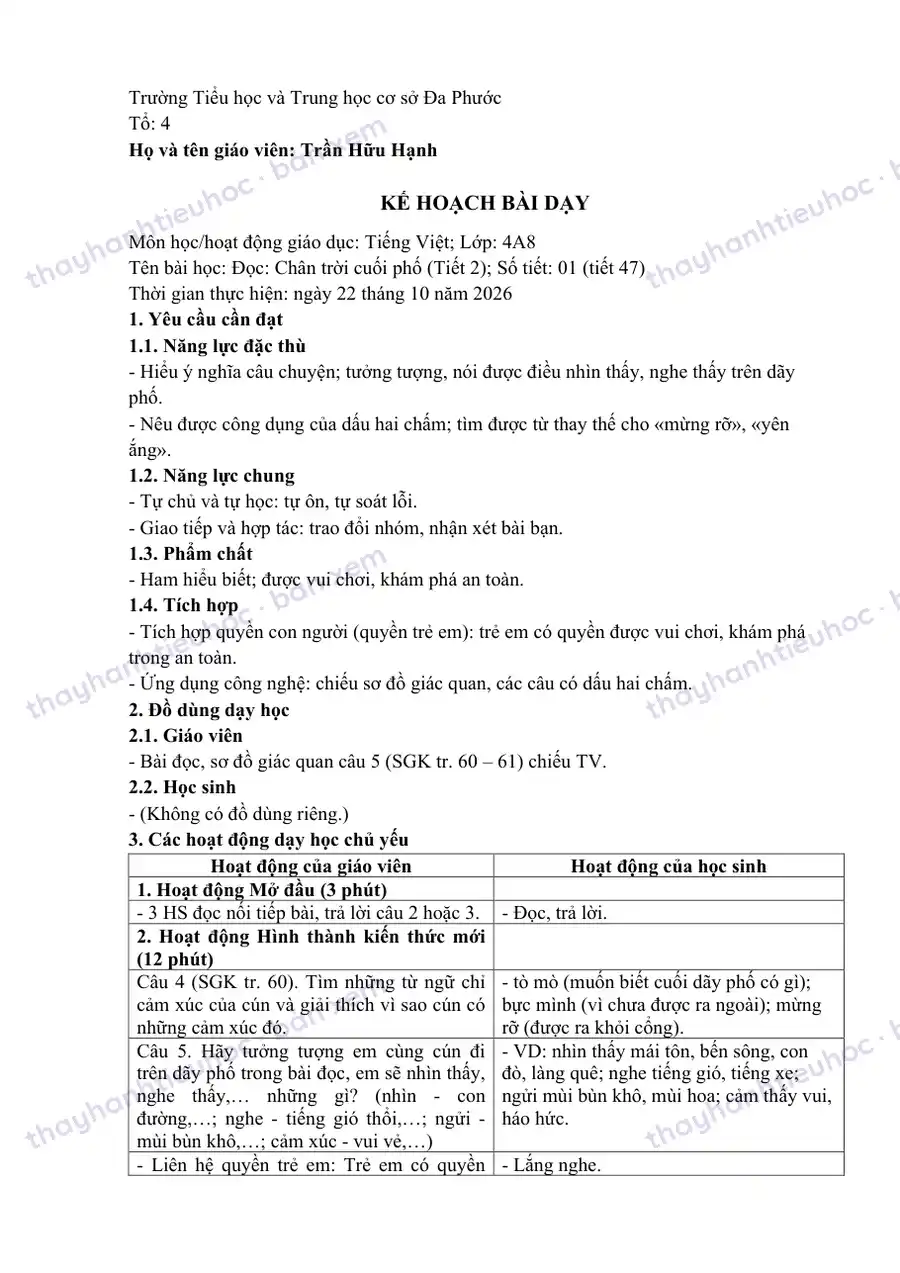 Trường Tiểu học và Trung học cơ sở Đa Phước
Tổ: 4
Họ và tên giáo viên: Trần Hữu Hạnh
KẾ HOẠCH BÀI DẠY
Môn học/hoạt động giáo dục: Tiếng Việt; Lớp: 4A8
Tên bài học: Đọc: Chân trời cuối phố (Tiết 2); Số tiết: 01 (tiết 47)
Thời gian thực hiện: ngày 22 tháng 10 năm 2026
1. Yêu cầu cần đạt
1.1. Năng lực đặc thù
- Hiểu ý nghĩa câu chuyện; tưởng tượng, nói được điều nhìn thấy, nghe thấy trên dãy
phố.
- Nêu được công dụng của dấu hai chấm; tìm được từ thay thế cho «mừng rỡ», «yên
ắng».
1.2. Năng lực chung
- Tự chủ và tự học: tự ôn, tự soát lỗi.
- Giao tiếp và hợp tác: trao đổi nhóm, nhận xét bài bạn.
1.3. Phẩm chất
- Ham hiểu biết; được vui chơi, khám phá an toàn.
1.4. Tích hợp
- Tích hợp quyền con người (quyền trẻ em): trẻ em có quyền được vui chơi, khám phá
trong an toàn.
- Ứng dụng công nghệ: chiếu sơ đồ giác quan, các câu có dấu hai chấm.
2. Đồ dùng dạy học
2.1. Giáo viên
- Bài đọc, sơ đồ giác quan câu 5 (SGK tr. 60 – 61) chiếu TV.
2.2. Học sinh
- (Không có đồ dùng riêng.)
3. Các hoạt động dạy học chủ yếu
Hoạt động của giáo viên
Hoạt động của học sinh
1. Hoạt động Mở đầu (3 phút)
- 3 HS đọc nối tiếp bài, trả lời câu 2 hoặc 3.
- Đọc, trả lời.
2. Hoạt động Hình thành kiến thức mới
(12 phút)
Câu 4 (SGK tr. 60). Tìm những từ ngữ chỉ
cảm xúc của cún và giải thích vì sao cún có
những cảm xúc đó.
- tò mò (muốn biết cuối dãy phố có gì);
bực mình (vì chưa được ra ngoài); mừng
rỡ (được ra khỏi cổng).
Câu 5. Hãy tưởng tượng em cùng cún đi
trên dãy phố trong bài đọc, em sẽ nhìn thấy,
nghe thấy,… những gì? (nhìn - con
đường,…; nghe - tiếng gió thổi,…; ngửi -
mùi bùn khô,…; cảm xúc - vui vẻ,…)
- VD: nhìn thấy mái tôn, bến sông, con
đò, làng quê; nghe tiếng gió, tiếng xe;
ngửi mùi bùn khô, mùi hoa; cảm thấy vui,
háo hức.
- Liên hệ quyền trẻ em: Trẻ em có quyền
- Lắng nghe.
thayhanhtieuhoc · bản xem
thayhanhtieuhoc · b
thayhanhtieuhoc · bản xem
thayhanhtieuhoc · b
thayhanhtieuhoc · bản xem
thayhanhtieuhoc · b